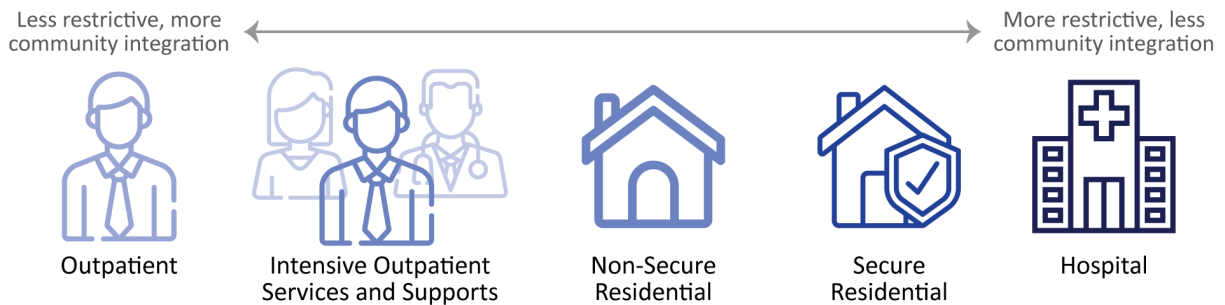 Less restrictive, more
community integration
More restrictive, less
community integration
Outpatient
Intensive Outpatient
Services and Supports
Non-Secure
Residential
Secure
Residential
Hospital